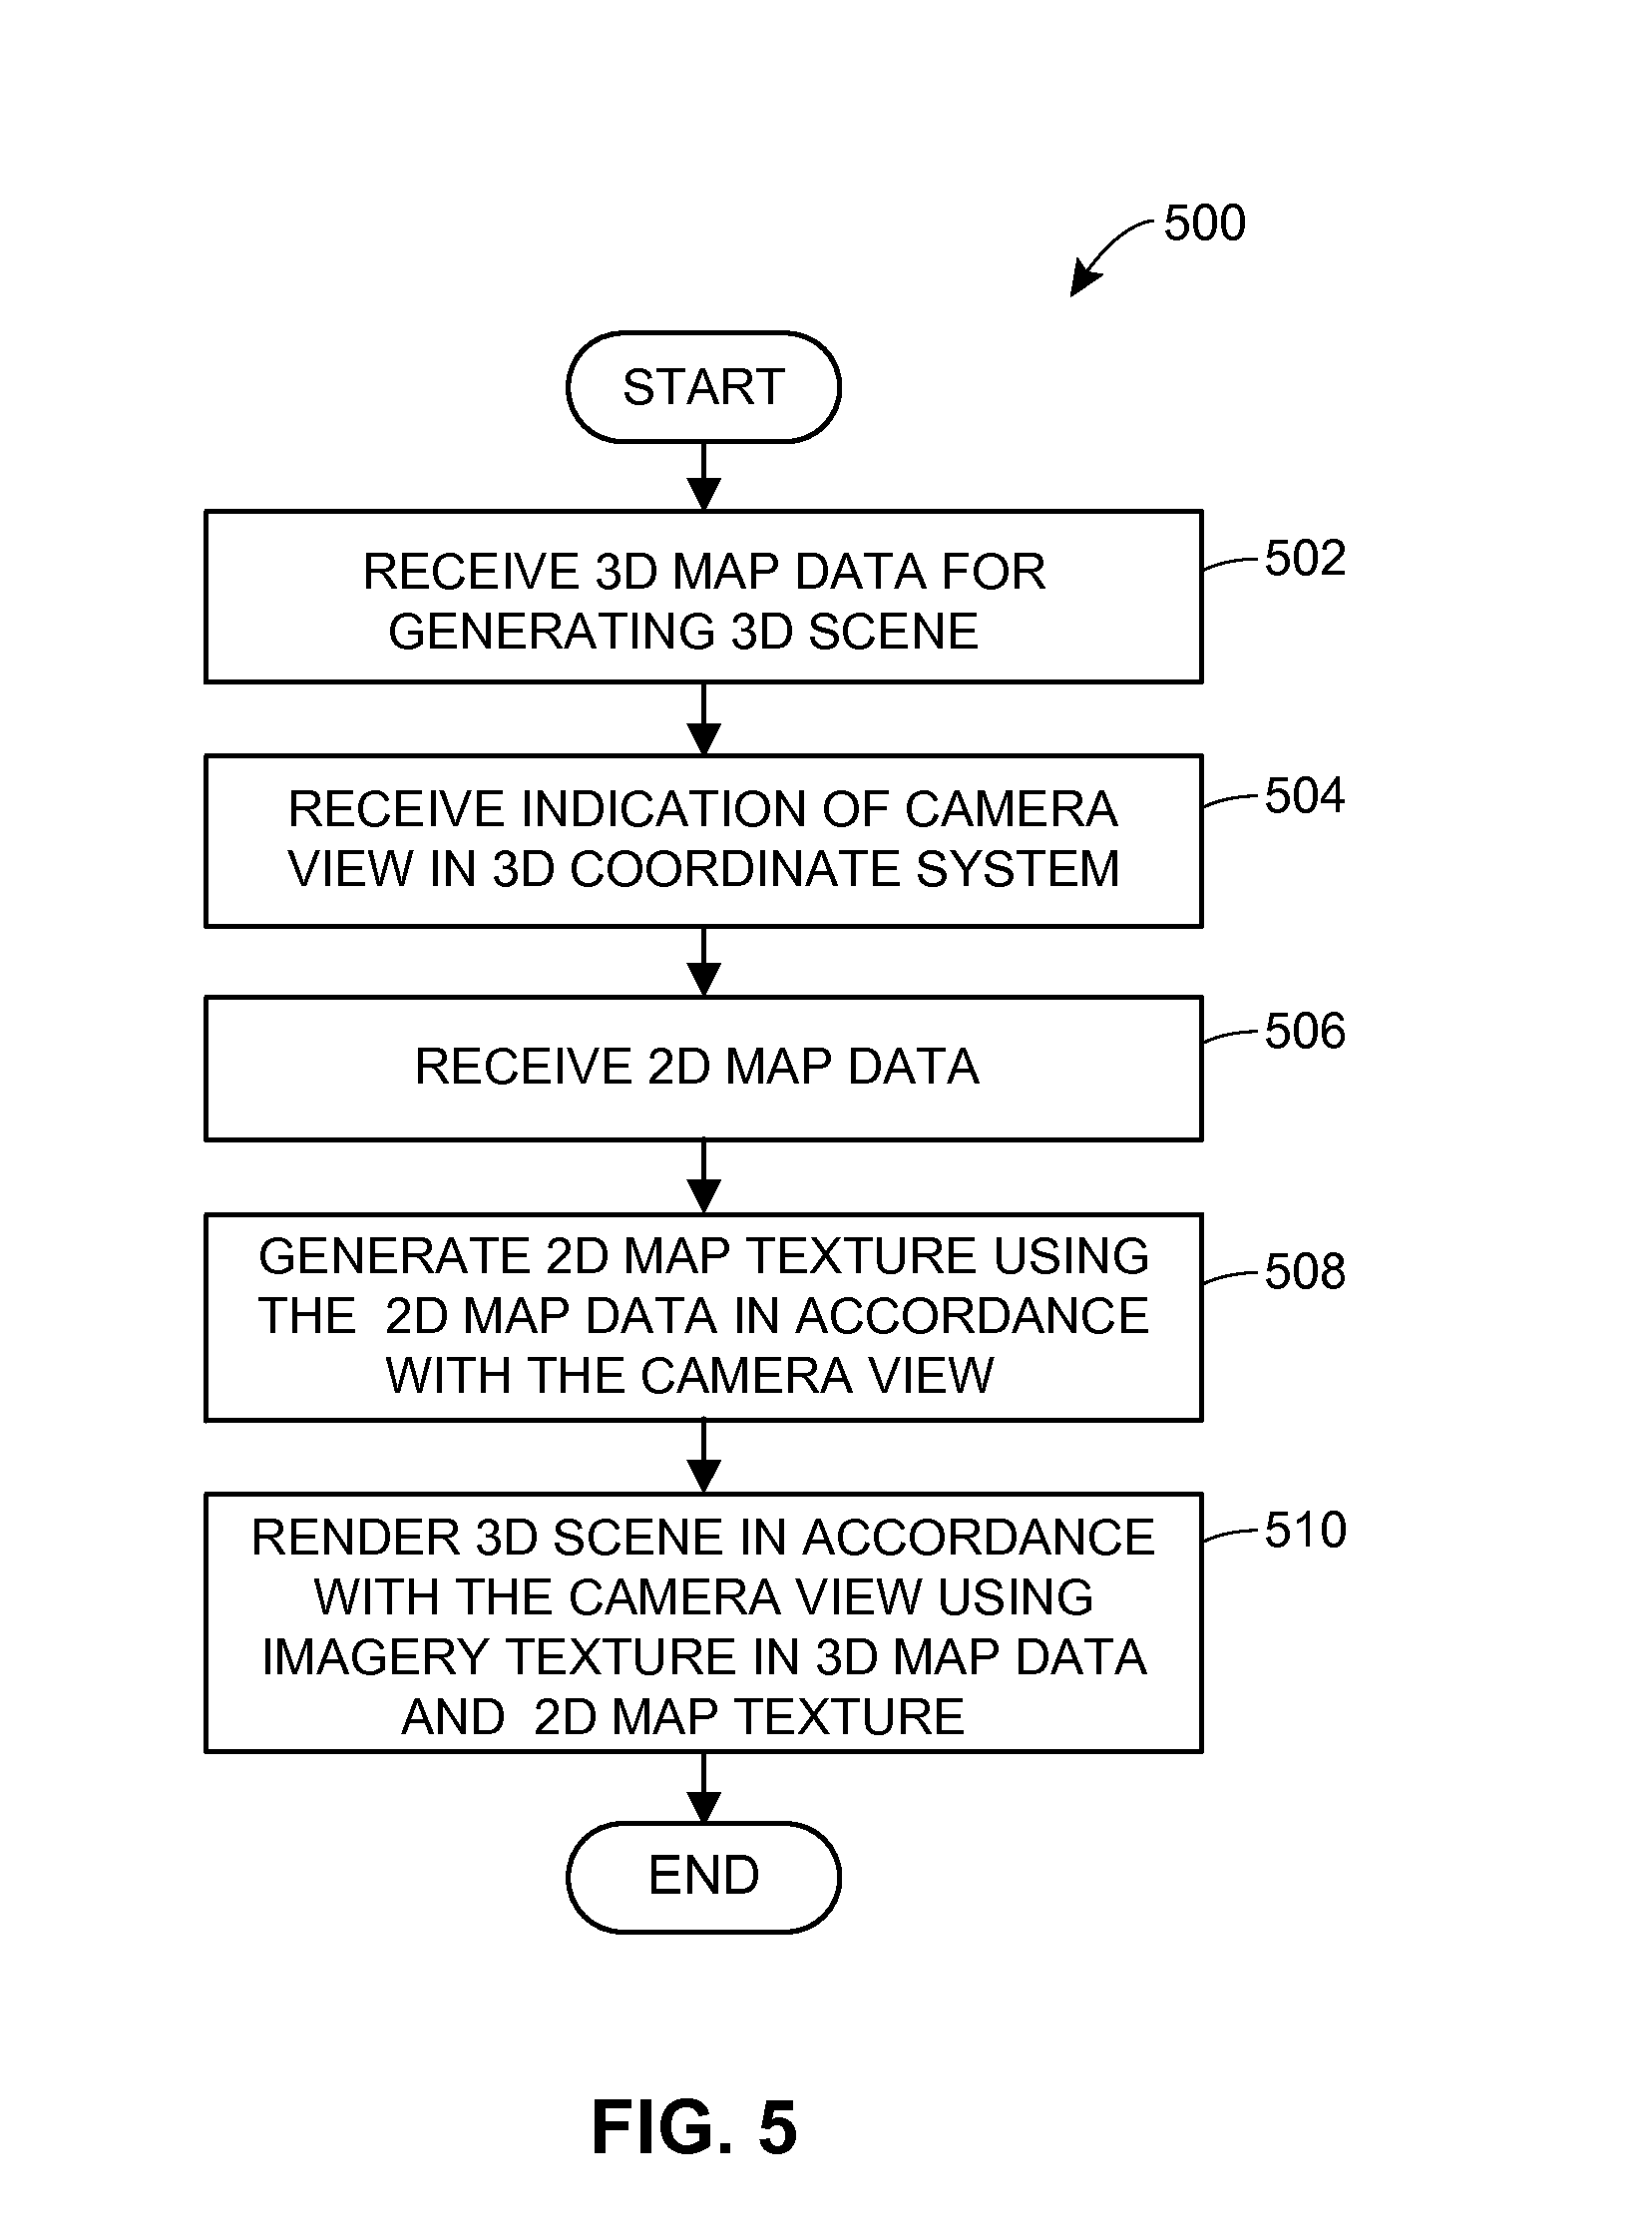 500
START
RECEIVE 3D MAP DATA FOR
GENERATING 3D SCENE
502
RECEIVE INDICATION OF CAMERA
VIEW IN 3D COORDINATE SYSTEM
504
RECEIVE 2D MAP DATA
506
GENERATE 2D MAP TEXTURE USING
THE 2D MAP DATA IN ACCORDANCE
WITH THE CAMERA VIEW
508
RENDER 3D SCENE IN ACCORDANCE
WITH THE CAMERA VIEW USING
IMAGERY TEXTURE IN 3D MAP DATA
AND 2D MAP TEXTURE
510
END
FIG. 5